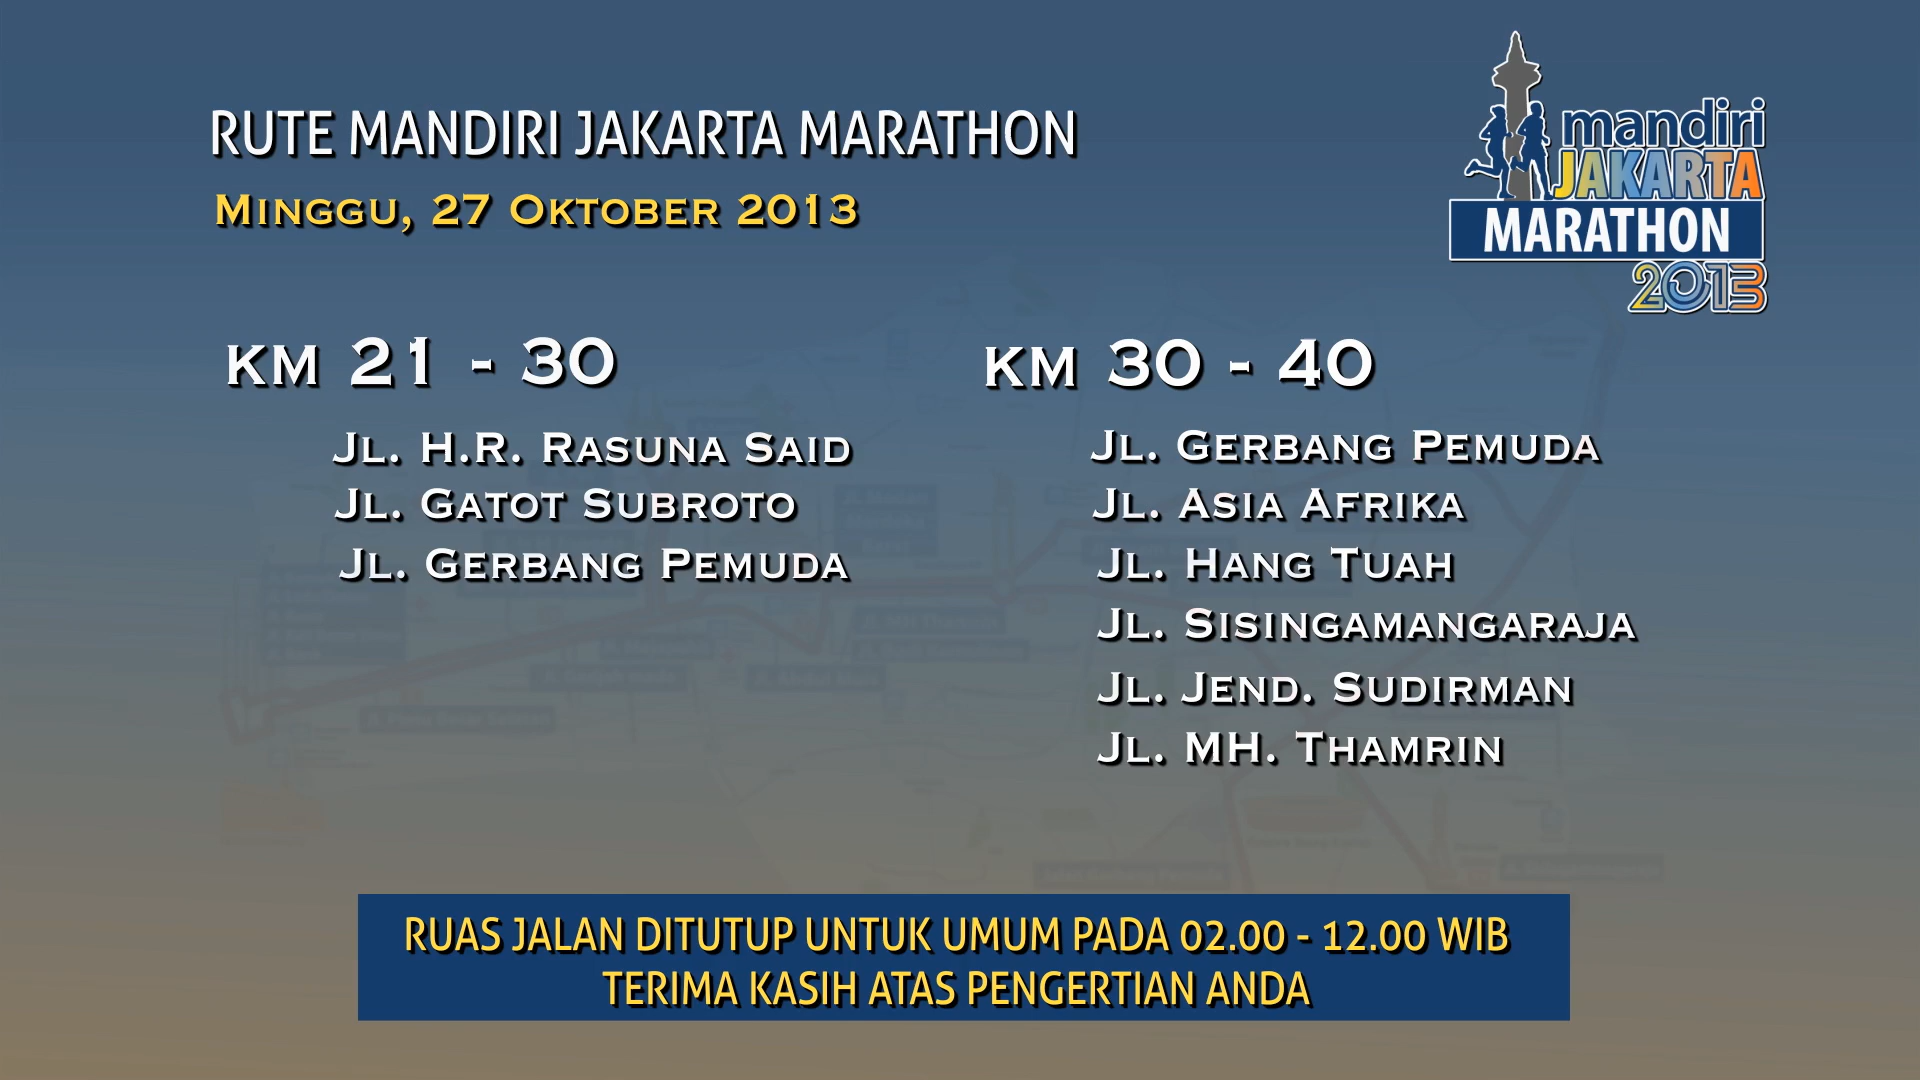 RUTE MANDIRI JAKARTA MARATHON
MINGGU, 27 OKTOBER 2013
mandiri
JAKARTA
MARATHON
2013
KM 21 - 30
JL. H.R. RASUNA SAID
JL. GATOT SUBROTO
JL. GERBANG PEMUDA
KM 30 - 40
JL. GERBANG PEMUDA
JL. ASIA AFRIKA
JL. HANG TUAH
JL. SISINGAMANGARAJA
JL. JEND. SUDIRMAN
JL. MH. THAMRIN
RUAS JALAN DITUTUP UNTUK UMUM PADA 02.00 - 12.00 WIB
TERIMA KASIH ATAS PENGERTIAN ANDA